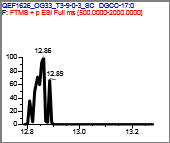 QEF1626_OG33_T3-9-0-3_SC DGCC-17:0
F: FTMS + p ESI Full ms [500.0000-2000.0000]
12.86
100
12.89
80
60
40
20
0
12.8 13.0 13.2